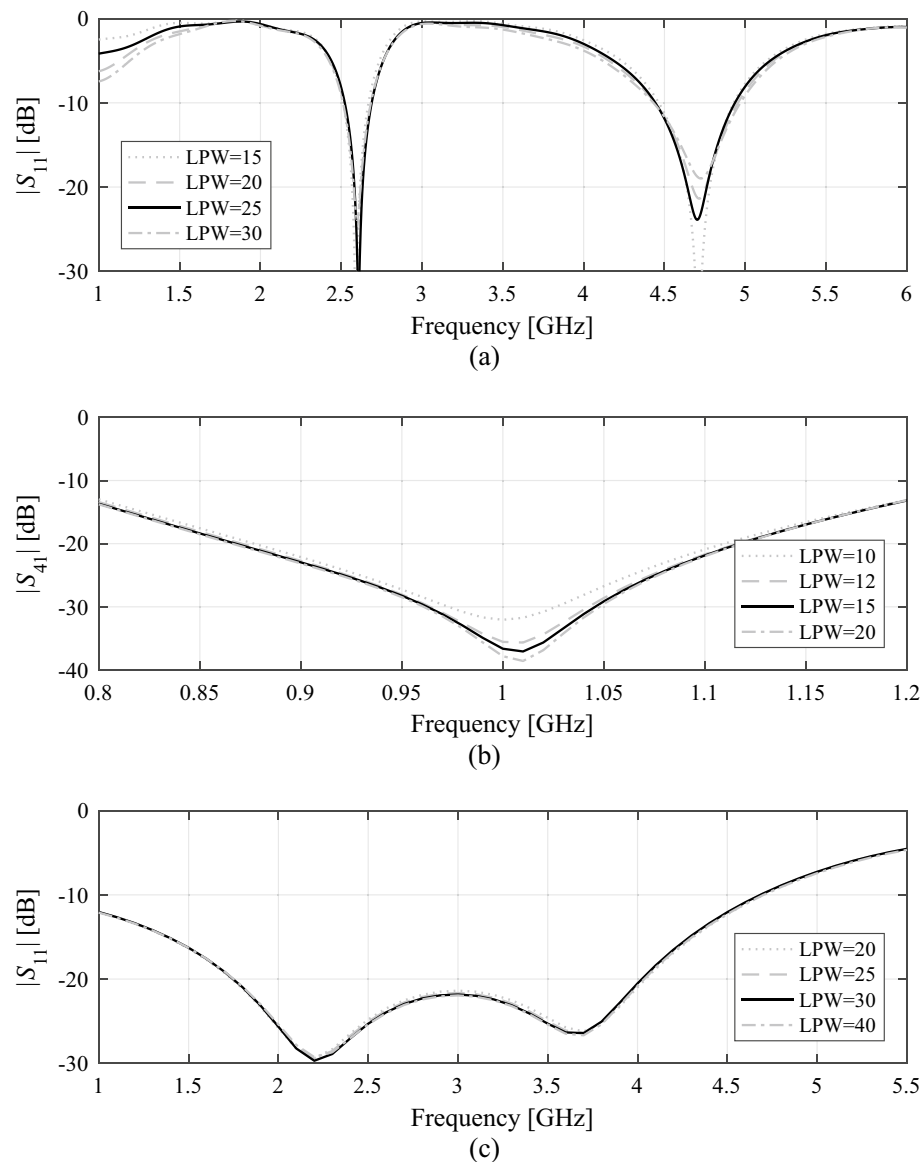 0
-10
-20
-30
|S11| [dB]
LPW=15
LPW=20
LPW=25
LPW=30
1 1.5 2 2.5 3 3.5 4 4.5 5 5.5 6
Frequency [GHz]
(a)
0
-10
-20
-30
-40
|S41| [dB]
LPW=10
LPW=12
LPW=15
LPW=20
0.8 0.85 0.9 0.95 1 1.05 1.1 1.15 1.2
Frequency [GHz]
(b)
0
-10
-20
-30
|S11| [dB]
LPW=20
LPW=25
LPW=30
LPW=40
1 1.5 2 2.5 3 3.5 4 4.5 5 5.5
Frequency [GHz]
(c)